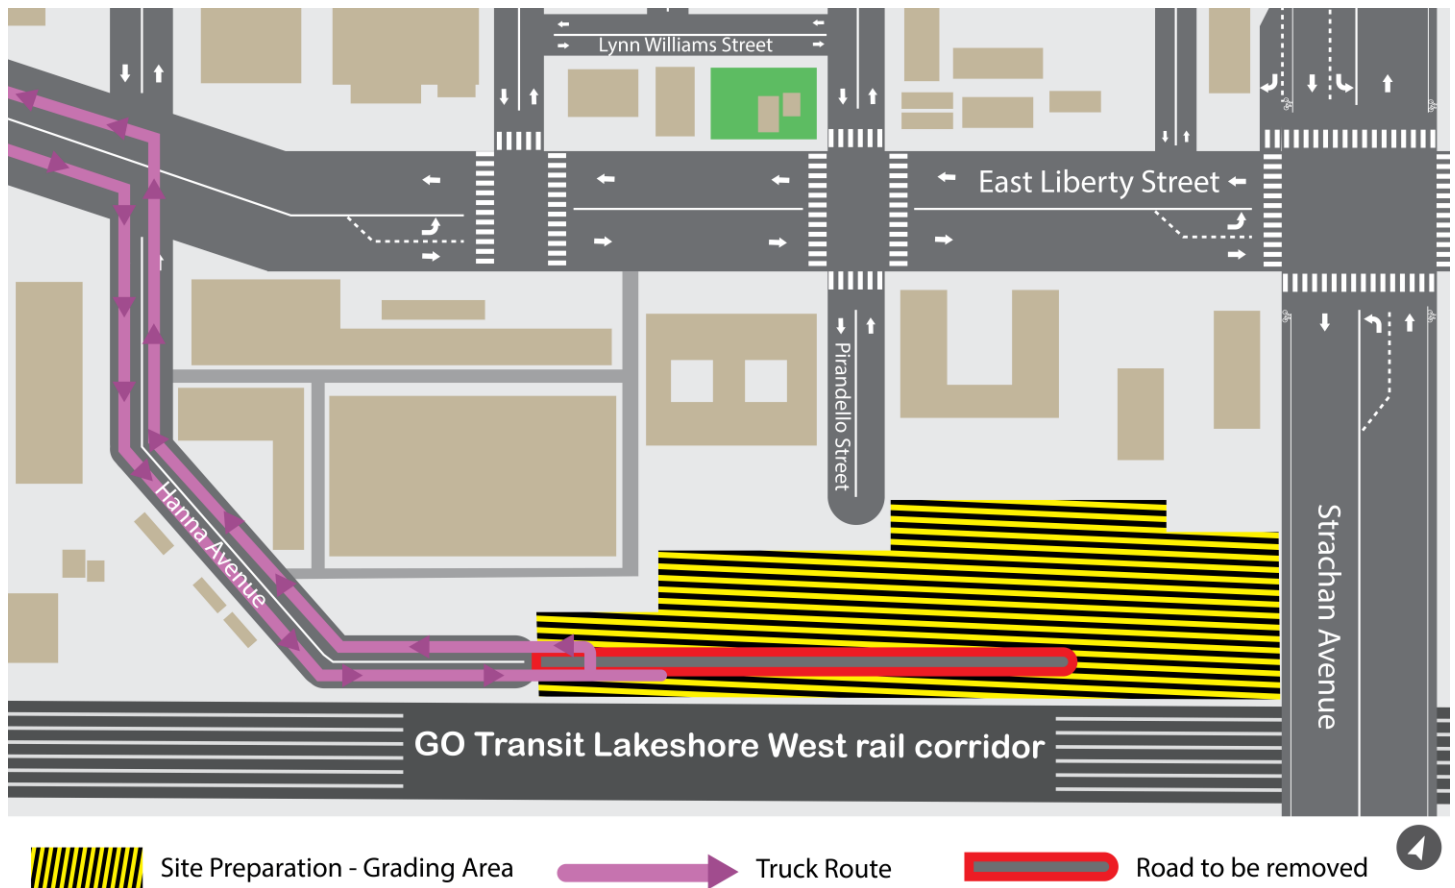 Lynn Williams Street
East Liberty Street
Pirandello Street
Hanna Avenue
Strachan Avenue
GO Transit Lakeshore West rail corridor
Site Preparation - Grading Area
Truck Route
Road to be removed